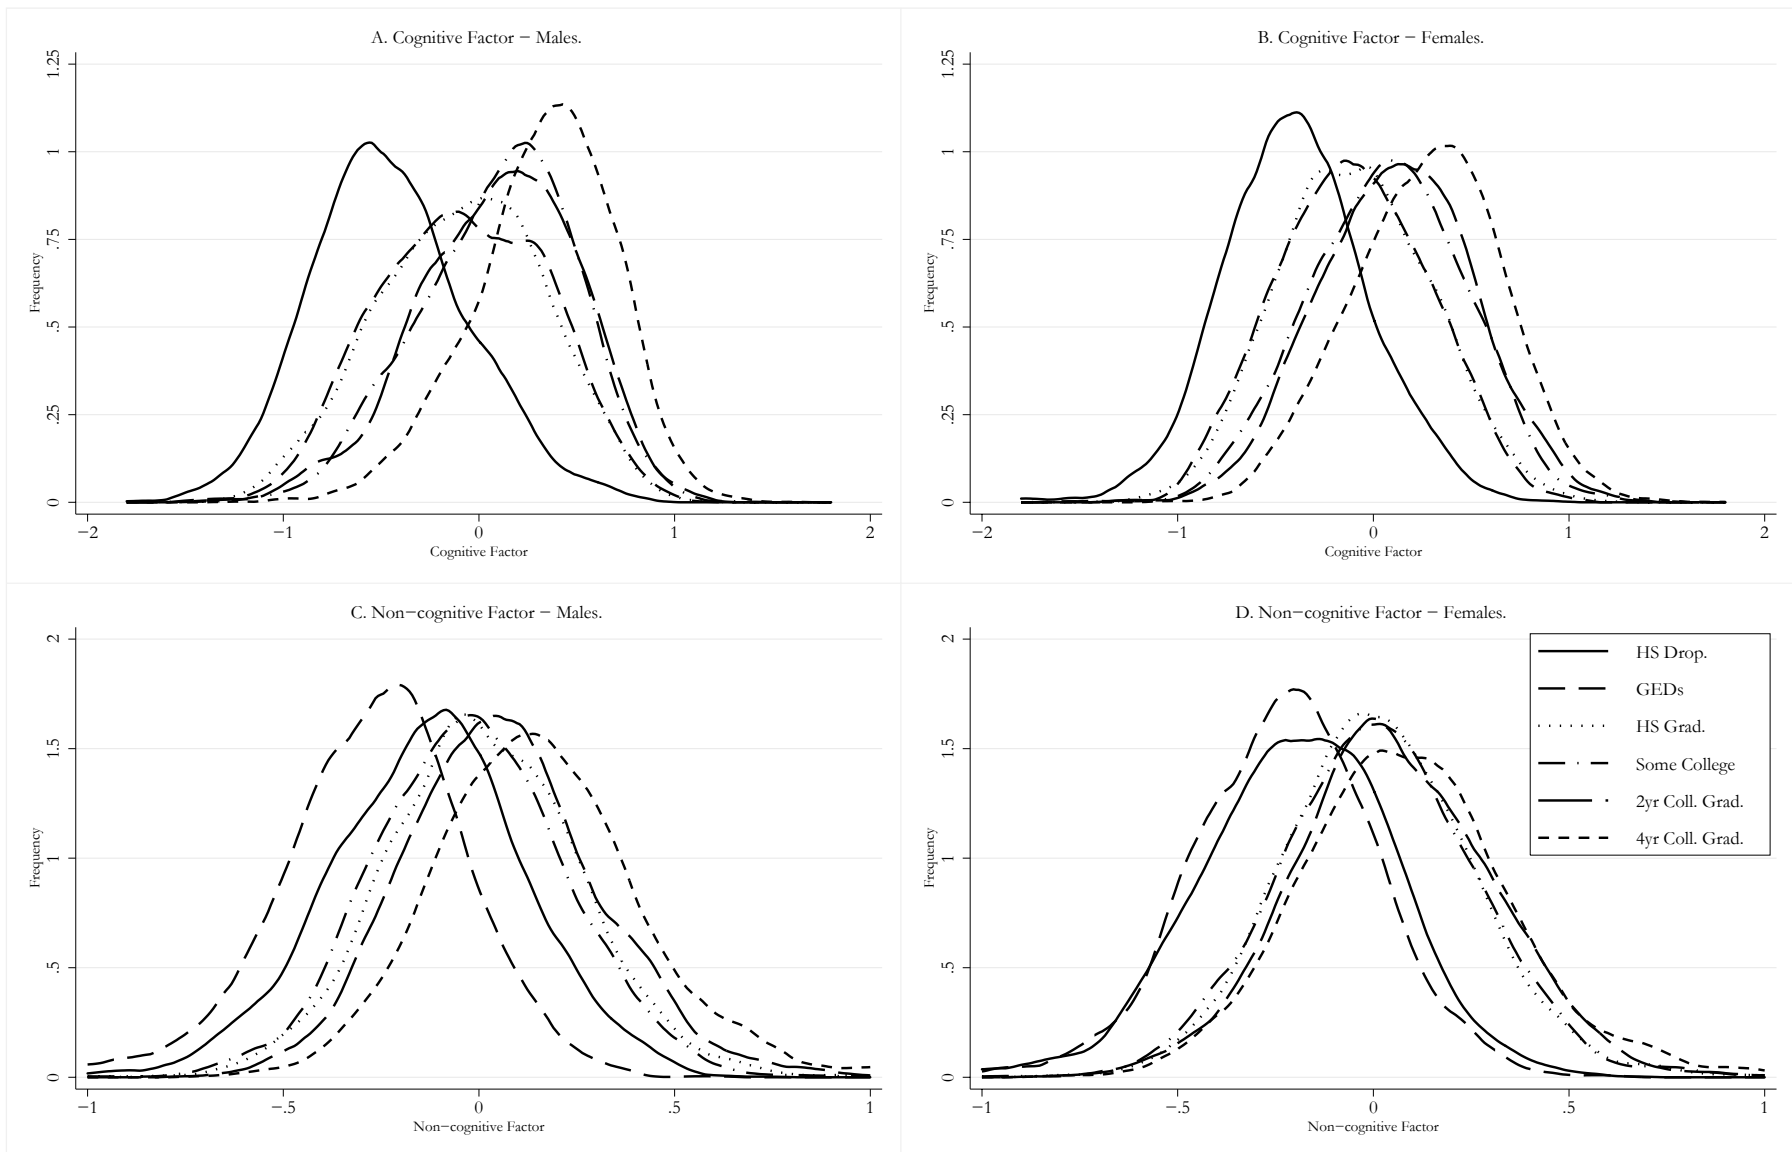 A. Cognitive Factor − Males.
1.25
1
.75
.5
.25
0
Frequency
−2 −1 0 1 2
Cognitive Factor
B. Cognitive Factor − Females.
1.25
1
.75
.5
.25
0
Frequency
−2 −1 0 1 2
Cognitive Factor
C. Non−cognitive Factor − Males.
2
1.5
1
.5
0
Frequency
−1 −.5 0 .5 1
Non−cognitive Factor
D. Non−cognitive Factor − Females.
2
1.5
1
.5
0
Frequency
−1 −.5 0 .5 1
Non−cognitive Factor
HS Drop.
GEDs
HS Grad.
Some College
2yr Coll. Grad.
4yr Coll. Grad.